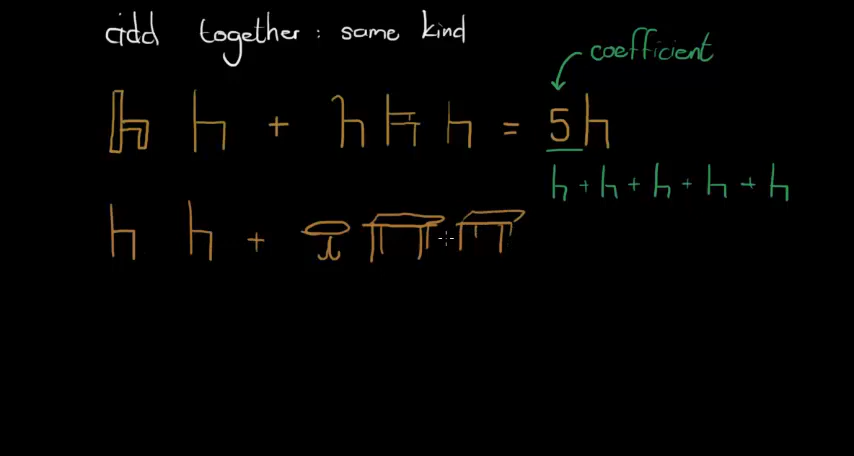 add together : same kind
coefficient
h h + h h h = 5h
h + h + h + h + h
h h +